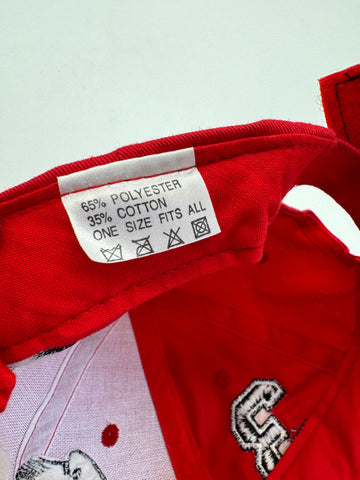 65% POLYESTER
35% COTTON
ONE SIZE FITS ALL